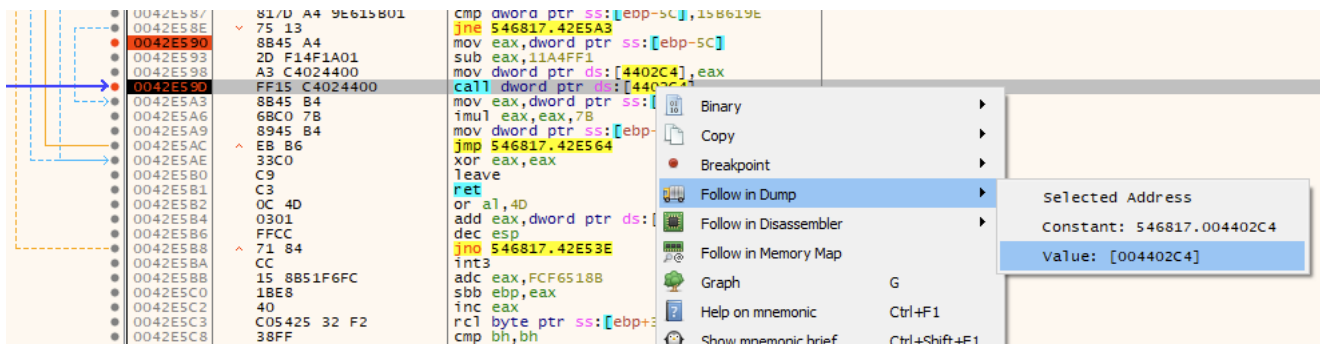 0042E587 817D A4 9E615B01 cmp dword ptr ss:[ebp-5C],15B619E
0042E58E 75 13 jne 546817.42E5A3
0042E590 8B45 A4 mov eax,dword ptr ss:[ebp-5C]
0042E593 2D F14F1A01 sub eax,11A4FF1
0042E598 A3 C4024400 mov dword ptr ds:[4402C4],eax
0042E59D FF15 C4024400 call dword ptr ds:[4402C4]
0042E5A3 8B45 B4 mov eax,dword ptr ss:[
0042E5A6 6BC0 7B imul eax,eax,7B
0042E5A9 8945 B4 mov dword ptr ss:[ebp-
0042E5AC EB B6 jmp 546817.42E564
0042E5AE 33C0 xor eax,eax
0042E5B0 C9 leave
0042E5B1 C3 ret
0042E5B2 0C 4D or al,4D
0042E5B4 0301 add eax,dword ptr ds:[
0042E5B6 FFCC dec esp
0042E5B8 71 84 jno 546817.42E53E
0042E5BA CC int3
0042E5BB 15 8B51F6FC adc eax,FCF6518B
0042E5C0 1BE8 sbb ebp,eax
0042E5C2 40 inc eax
0042E5C3 C05425 32 F2 rcl byte ptr ss:[ebp+3
0042E5C8 38FF cmp bh,bh
Binary
Copy
Breakpoint
Follow in Dump
Follow in Disassembler
Follow in Memory Map
Graph G
Help on mnemonic Ctrl+F1
Show mnemonic brief Ctrl+Shift+F1
Selected Address
Constant: 546817.004402C4
Value: [004402C4]